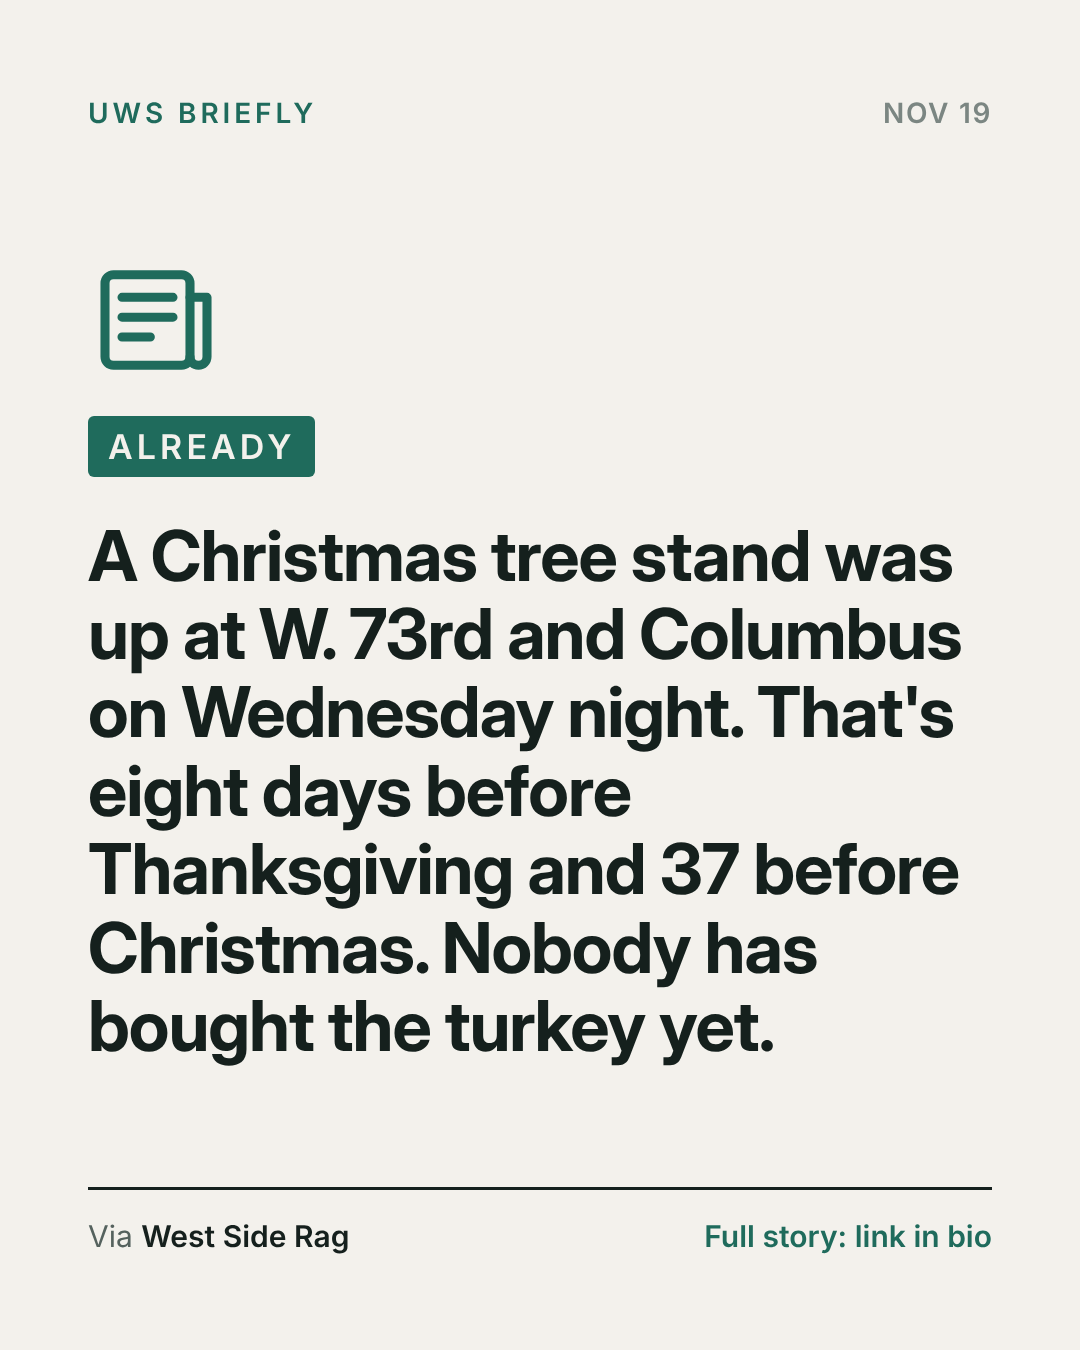 UWS BRIEFLY
NOV 19
ALREADY
A Christmas tree stand was
up at W. 73rd and Columbus
on Wednesday night. That's
eight days before
Thanksgiving and 37 before
Christmas. Nobody has
bought the turkey yet.
Via West Side Rag
Full story: link in bio